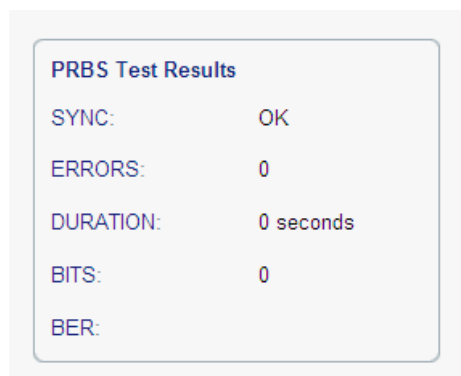 PRBS Test Results
SYNC: OK
ERRORS: 0
DURATION: 0 seconds
BITS: 0
BER: